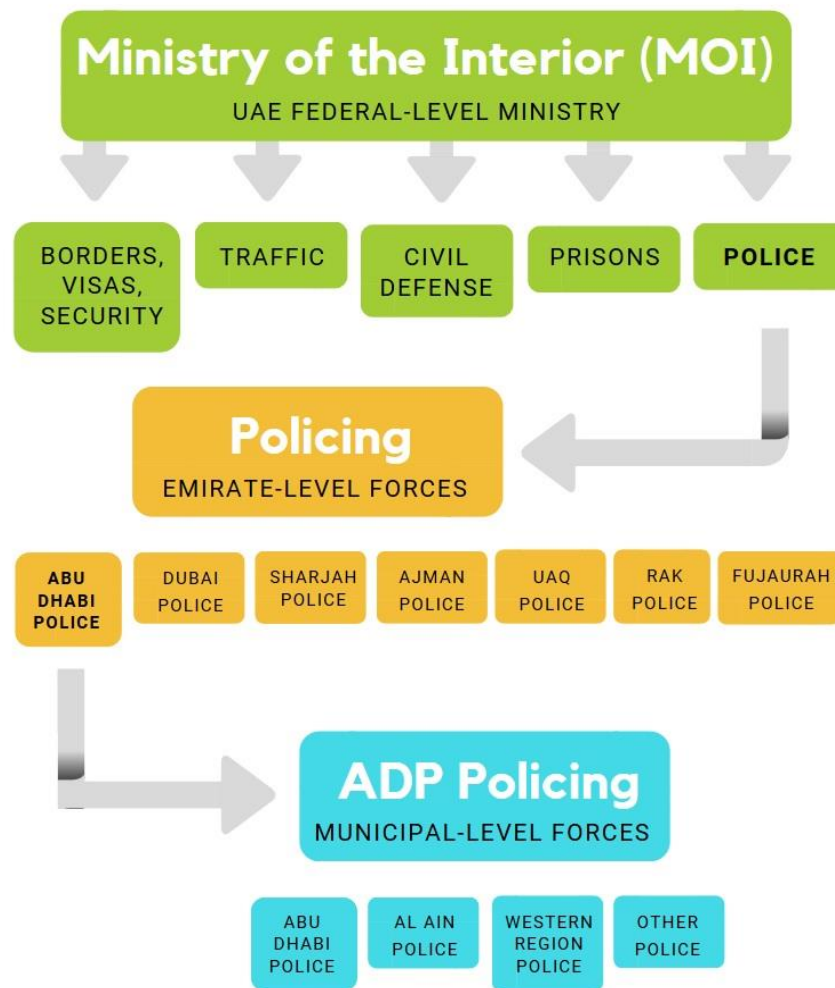 Ministry of the Interior (MOI)
UAE FEDERAL-LEVEL MINISTRY
BORDERS,
VISAS,
SECURITY
TRAFFIC
CIVIL
DEFENSE
PRISONS
POLICE
Policing
EMIRATE-LEVEL FORCES
ABU
DHABI
POLICE
DUBAI
POLICE
SHARJAH
POLICE
AJMAN
POLICE
UAQ
POLICE
RAK
POLICE
FUJAURAH
POLICE
ADP Policing
MUNICIPAL-LEVEL FORCES
ABU
DHABI
POLICE
AL AIN
POLICE
WESTERN
REGION
POLICE
OTHER
POLICE